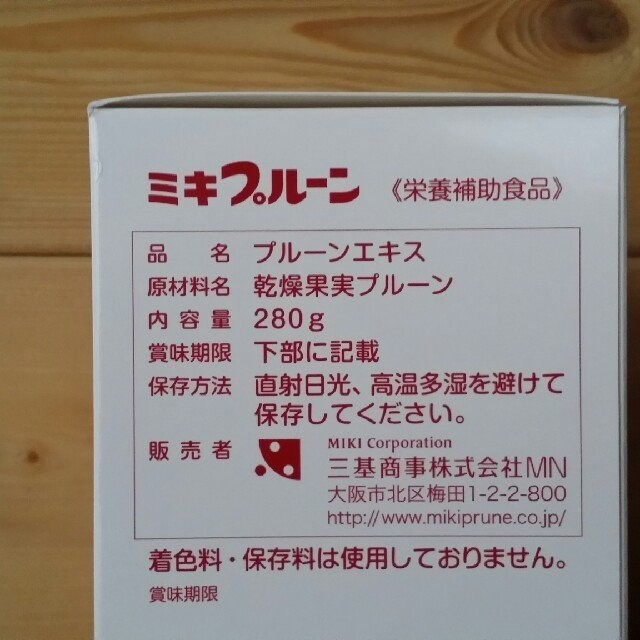 ミキプルーン 《栄養補助食品》
品名 プルーンエキス
原材料名 乾燥果実プルーン
内容量 280g
賞味期限 下部に記載
保存方法 直射日光、高温多湿を避けて
保存してください。
販売者 MIKI Corporation
三基商事株式会社MN
大阪市北区梅田1-2-2-800
http://www.mikiprune.co.jp/
着色料・保存料は使用しておりません。
賞味期限